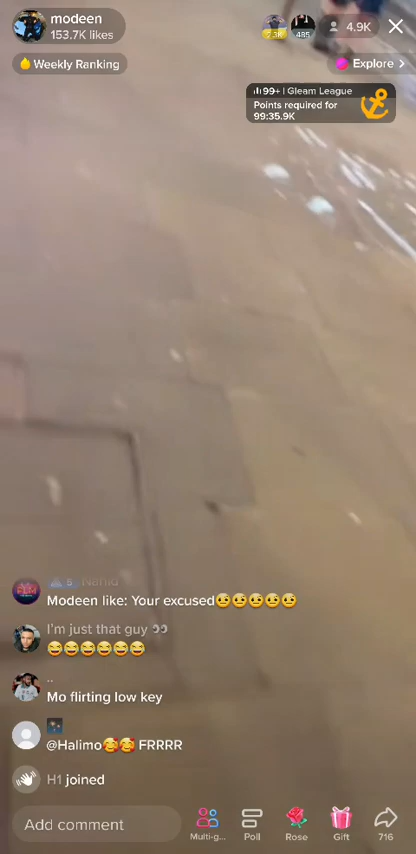 modeen
153.7K likes
4.9K
485
Weekly Ranking
Explore
99+ | Gleam League
Points required for
99:35.9K
Modeen like: Your excused🤨🤨🤨🤨🤨
I'm just that guy 👀
😂😂😂😂😂😂
..
Mo flirting low key
@Halimo🥰🥰 FRRRR
H1 joined
Add comment
Multi-g...
Poll
Rose
Gift
716